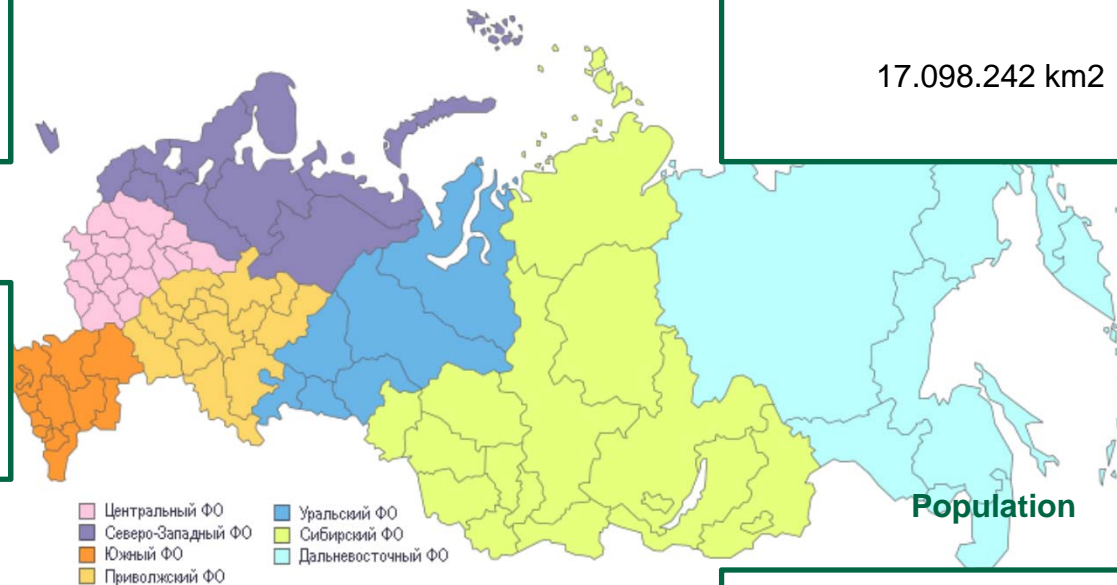 17.098.242 km2
Population
Центральный ФО
Северо-Западный ФО
Южный ФО
Приволжский ФО
Уральский ФО
Сибирский ФО
Дальневосточный ФО